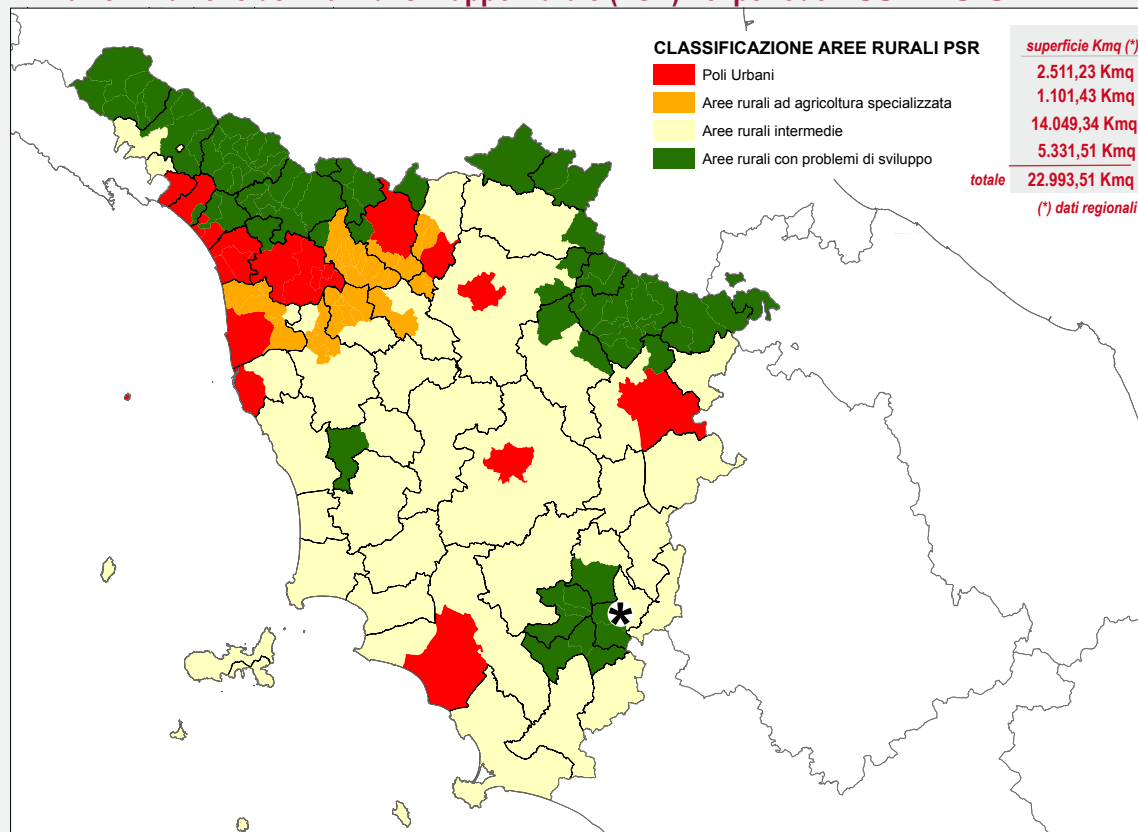 CLASSIFICAZIONE AREE RURALI PSR
superficie Kmq (*)
Poli Urbani
2.511,23 Kmq
Aree rurali ad agricoltura specializzata
1.101,43 Kmq
Aree rurali intermedie
14.049,34 Kmq
Aree rurali con problemi di sviluppo
5.331,51 Kmq
totale 22.993,51 Kmq
(*) dati regionali
*